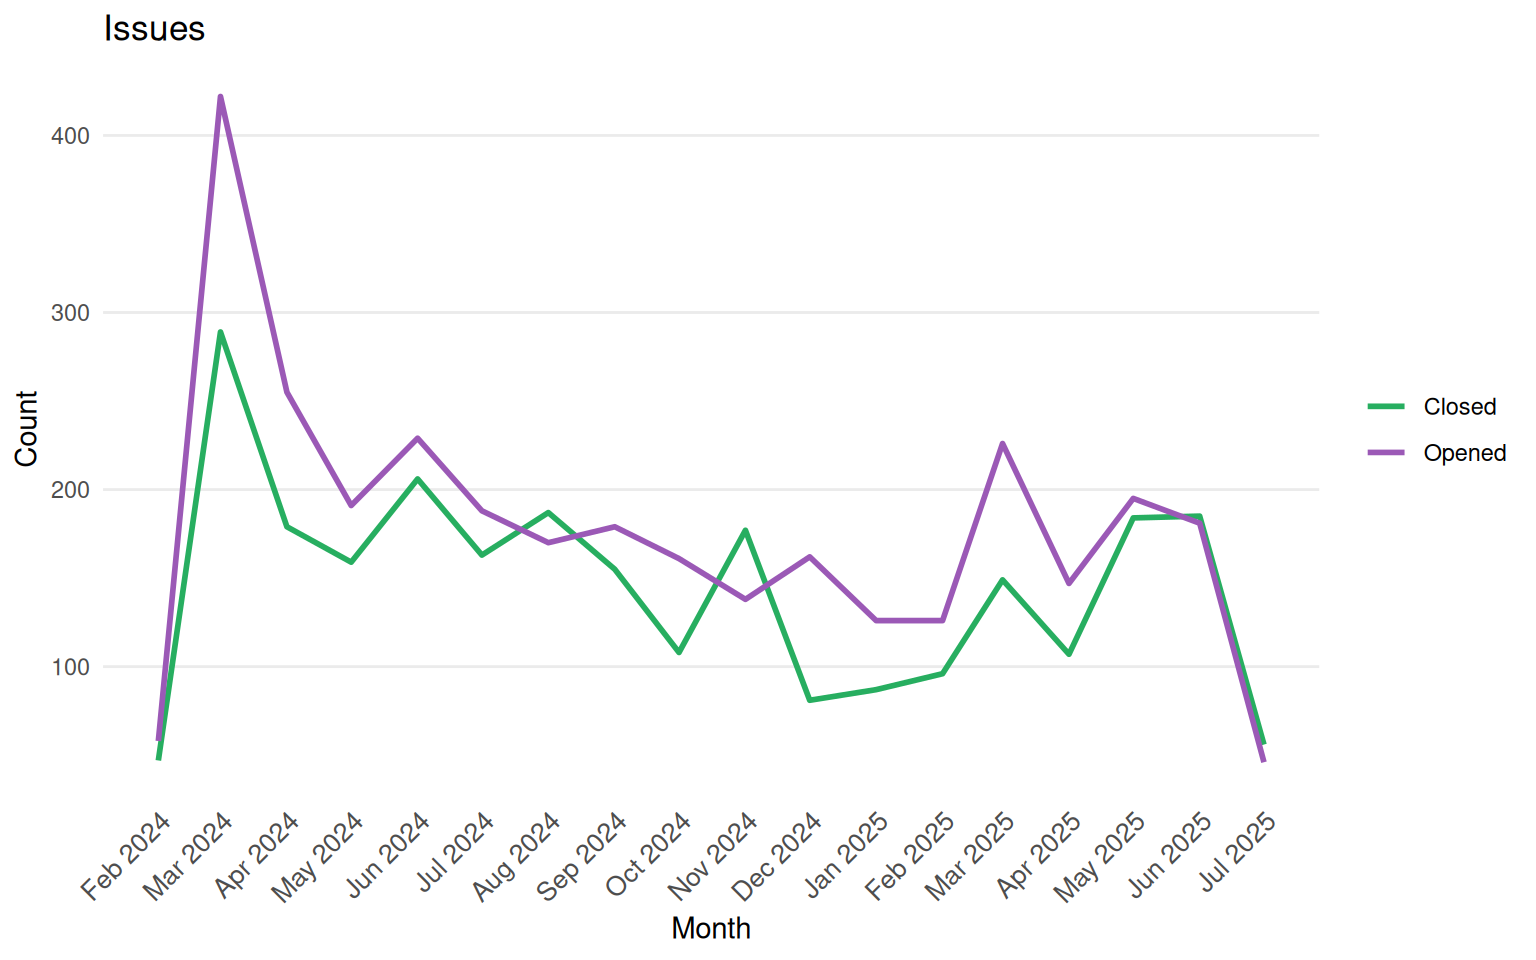 Issues
400
300
200
100
Count
Feb 2024
Mar 2024
Apr 2024
May 2024
Jun 2024
Jul 2024
Aug 2024
Sep 2024
Oct 2024
Nov 2024
Dec 2024
Jan 2025
Feb 2025
Mar 2025
Apr 2025
May 2025
Jun 2025
Jul 2025
Month
Closed
Opened